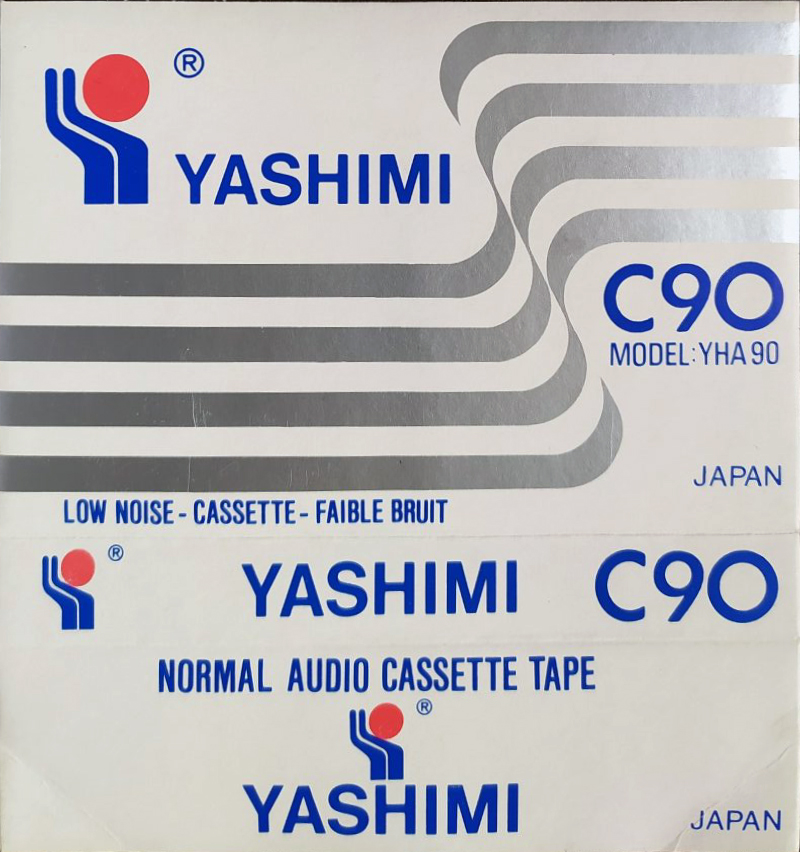 ®
YASHIMI
C90
MODEL: YHA 90
JAPAN
LOW NOISE - CASSETTE - FAIBLE BRUIT
® YASHIMI C90
NORMAL AUDIO CASSETTE TAPE
®
YASHIMI
JAPAN